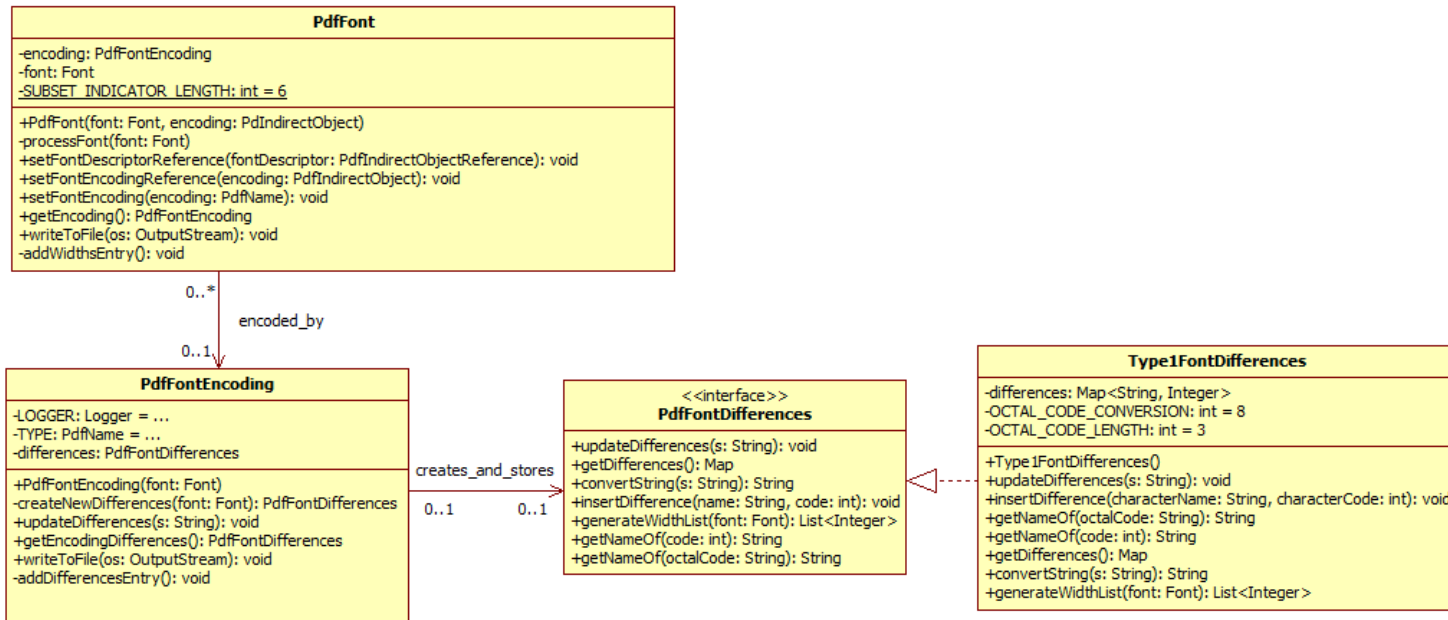 PdfFont
-encoding: PdfFontEncoding
-font: Font
-SUBSET_INDICATOR_LENGTH: int = 6
+PdfFont(font: Font, encoding: PdIndirectObject)
-processFont(font: Font)
+setFontDescriptorReference(fontDescriptor: PdfIndirectObjectReference): void
+setFontEncodingReference(encoding: PdfIndirectObject): void
+setFontEncoding(encoding: PdfName): void
+getEncoding(): PdfFontEncoding
+writeToFile(os: OutputStream): void
-addWidthsEntry(): void
0..*
encoded_by
0..1
PdfFontEncoding
-LOGGER: Logger = ...
-TYPE: PdfName = ...
-differences: PdfFontDifferences
+PdfFontEncoding(font: Font)
-createNewDifferences(font: Font): PdfFontDifferences
+updateDifferences(s: String): void
+getEncodingDifferences(): PdfFontDifferences
+writeToFile(os: OutputStream): void
-addDifferencesEntry(): void
creates_and_stores
0..1 0..1
<<interface>>
PdfFontDifferences
+updateDifferences(s: String): void
+getDifferences(): Map
+convertString(s: String): String
+insertDifference(name: String, code: int): void
+generateWidthList(font: Font): List<Integer>
+getNameOf(code: int): String
+getNameOf(octalCode: String): String
Type1FontDifferences
-differences: Map<String, Integer>
-OCTAL_CODE_CONVERSION: int = 8
-OCTAL_CODE_LENGTH: int = 3
+Type1FontDifferences()
+updateDifferences(s: String): void
+insertDifference(characterName: String, characterCode: int): void
+getNameOf(octalCode: String): String
+getNameOf(code: int): String
+getDifferences(): Map
+convertString(s: String): String
+generateWidthList(font: Font): List<Integer>